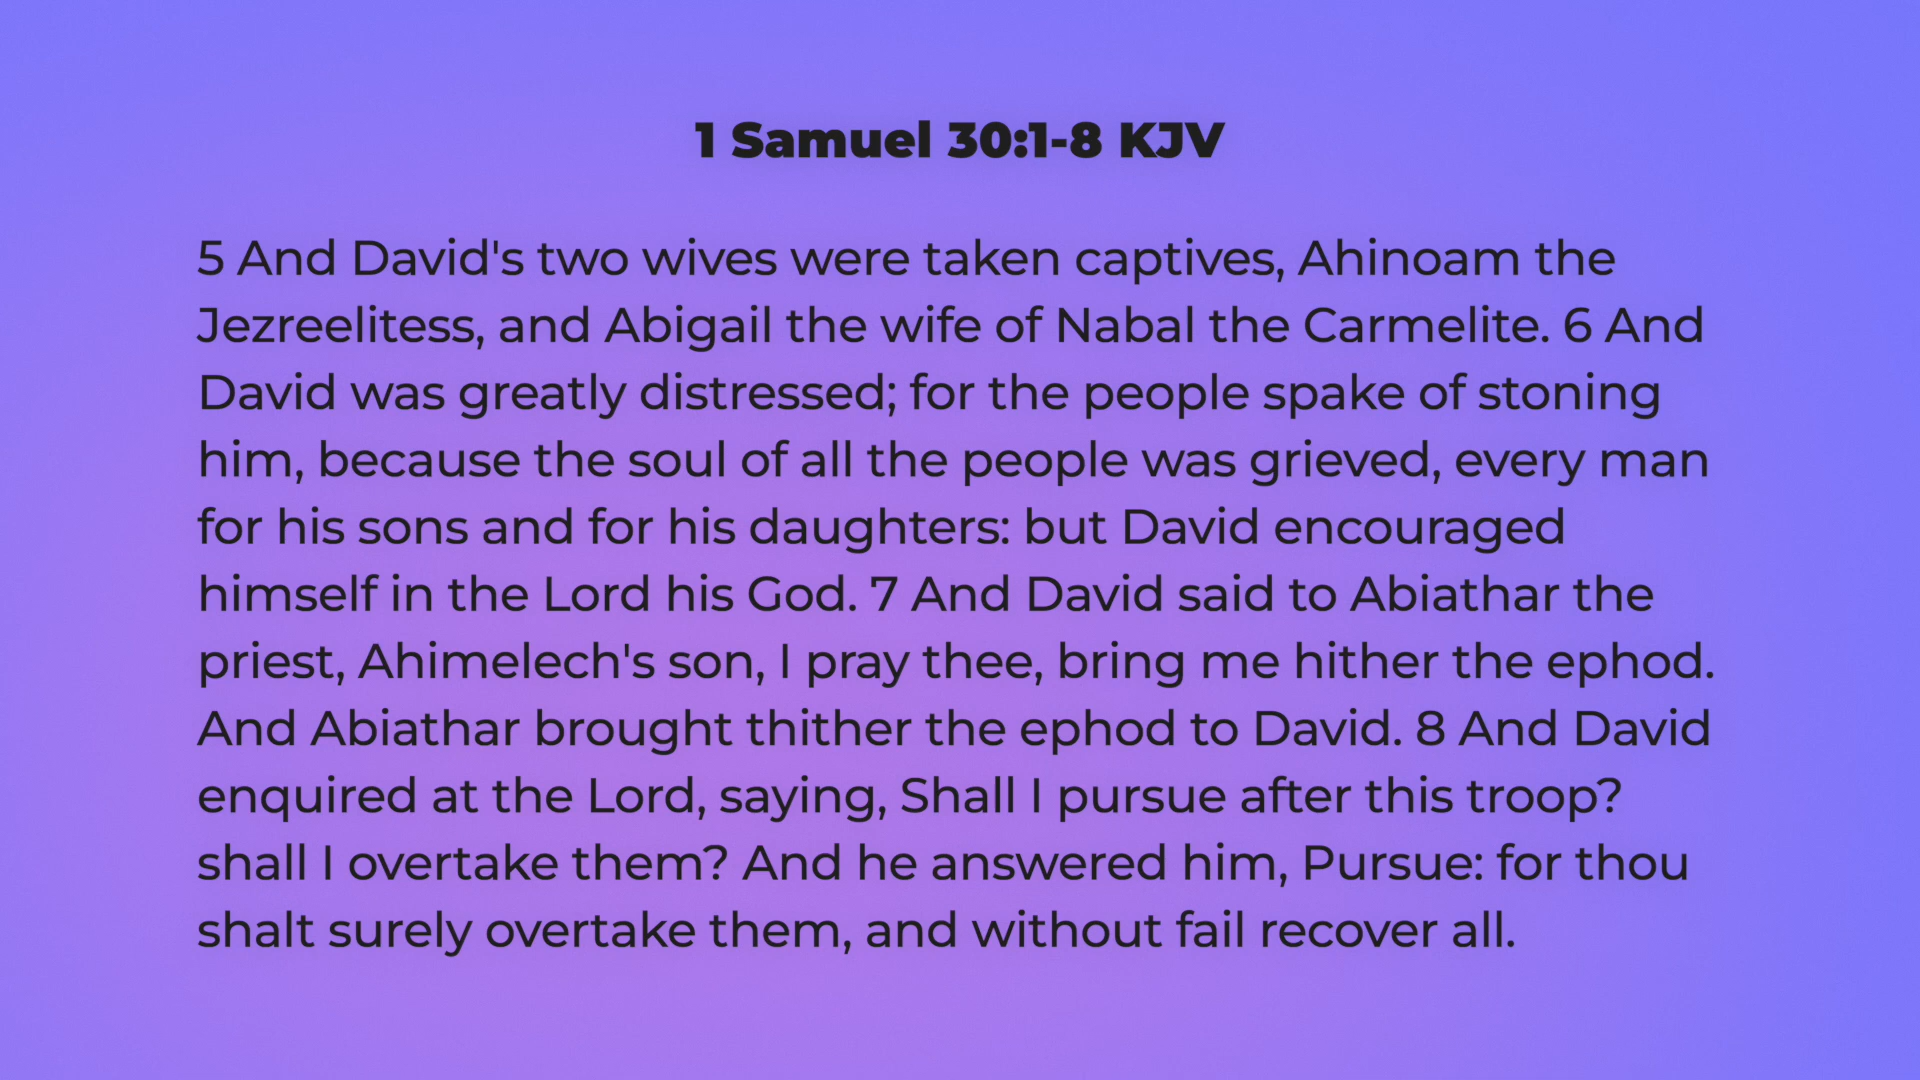 1 Samuel 30:1-8 KJV
5 And David's two wives were taken captives, Ahinoam the
Jezreelitess, and Abigail the wife of Nabal the Carmelite. 6 And
David was greatly distressed; for the people spake of stoning
him, because the soul of all the people was grieved, every man
for his sons and for his daughters: but David encouraged
himself in the Lord his God. 7 And David said to Abiathar the
priest, Ahimelech's son, I pray thee, bring me hither the ephod.
And Abiathar brought thither the ephod to David. 8 And David
enquired at the Lord, saying, Shall I pursue after this troop?
shall I overtake them? And he answered him, Pursue: for thou
shalt surely overtake them, and without fail recover all.